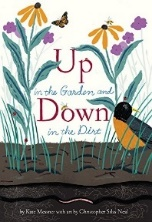 Up
in the Garden and
Down
in the Dirt
by Kate Messner with art by Christopher Silas Neal